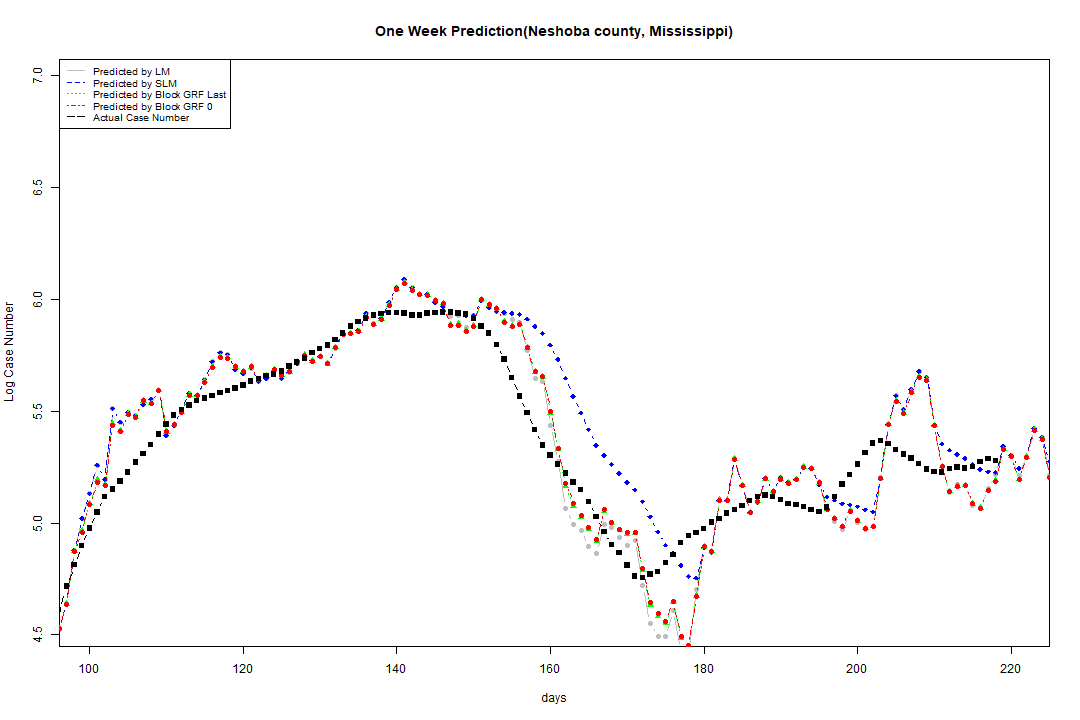 One Week Prediction(Neshoba county, Mississippi)
Predicted by LM
Predicted by SLM
Predicted by Block GRF Last
Predicted by Block GRF 0
Actual Case Number
7.0
6.5
6.0
5.5
5.0
4.5
Log Case Number
100 120 140 160 180 200 220
days